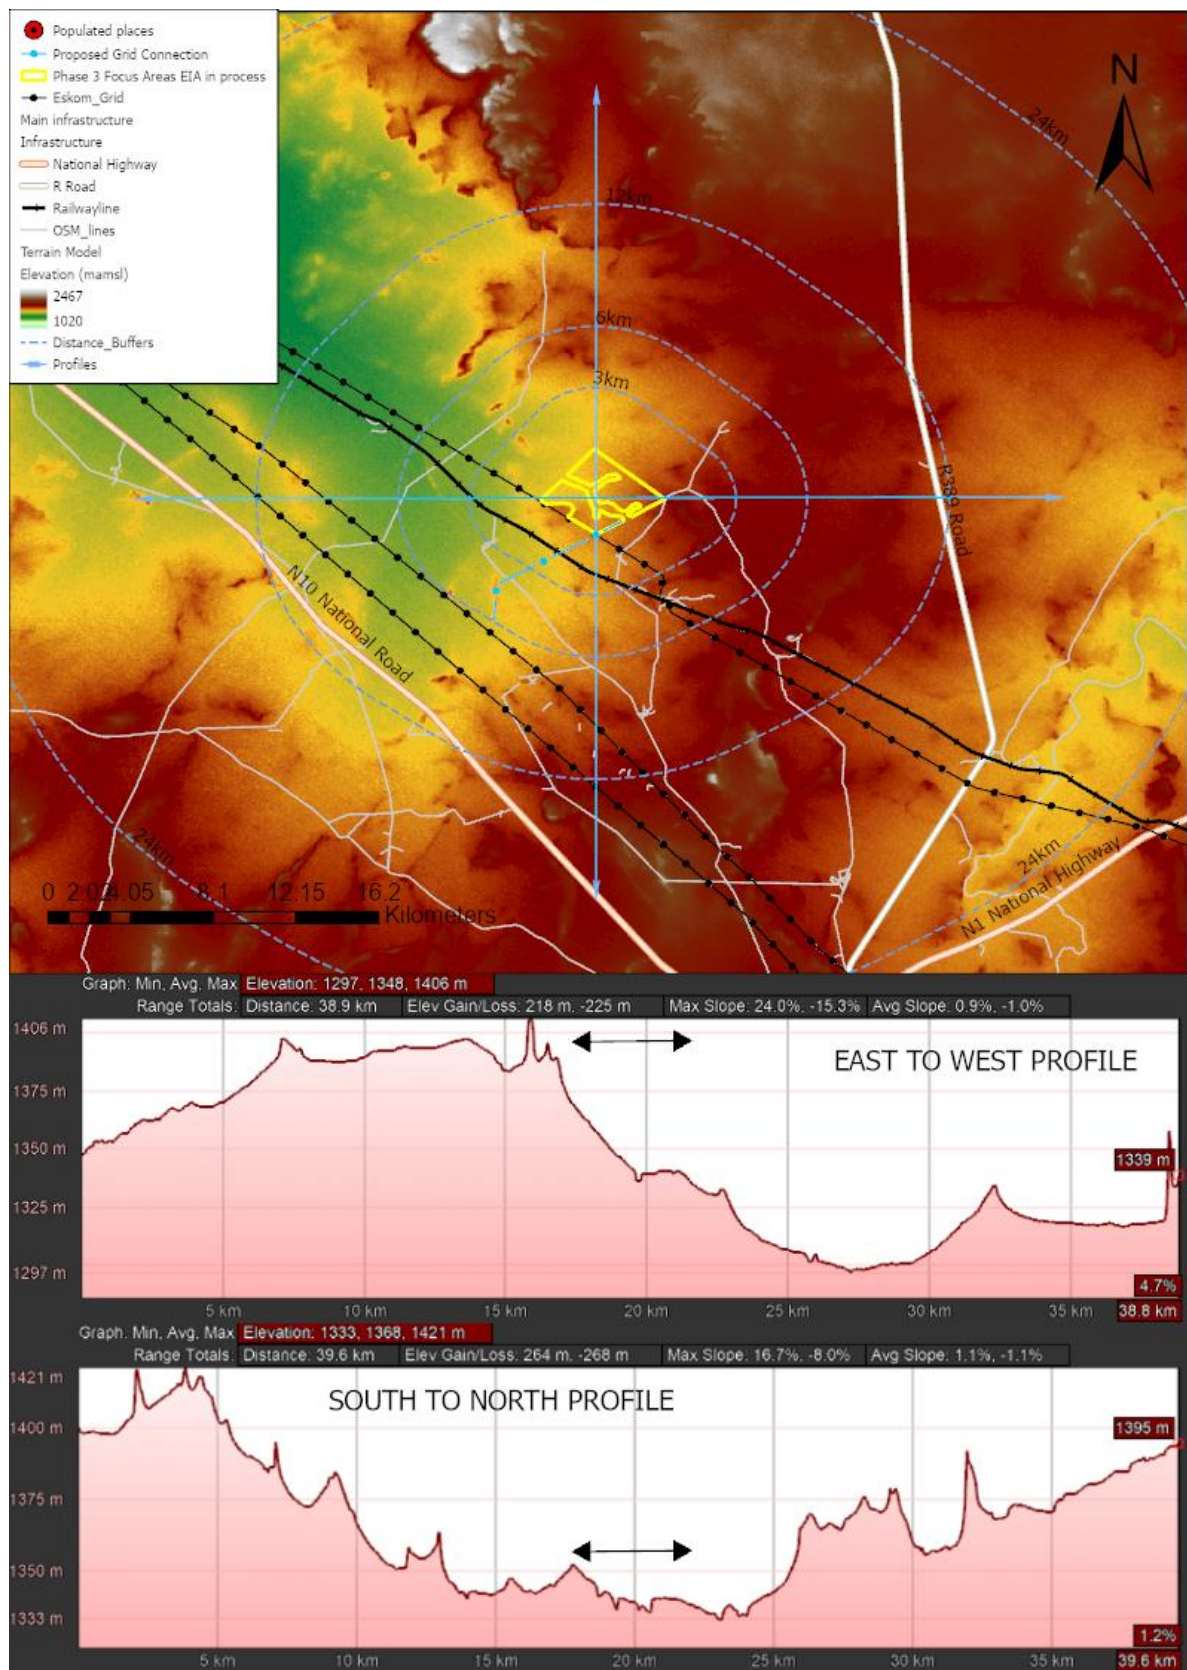 Populated places
Proposed Grid Connection
Phase 3 Focus Areas EIA in process
Eskom_Grid
Main infrastructure
Infrastructure
National Highway
R Road
Railwayline
OSM_lines
Terrain Model
Elevation (mamsl)
2467
1020
Distance_Buffers
Profiles
N
24km
12km
6km
3km
R389 Road
N10 National Road
24km
24km
N1 National Highway
0 2.024.05 8.1 12.15 16.2
Kilometers
Graph: Min, Avg, Max Elevation: 1297, 1348, 1406 m
Range Totals: Distance: 38.9 km Elev Gain/Loss: 218 m, -225 m Max Slope: 24.0%, -15.3% Avg Slope: 0.9%, -1.0%
1406 m
EAST TO WEST PROFILE
1375 m
1350 m
1339 m
1325 m
1297 m
4.7%
5 km 10 km 15 km 20 km 25 km 30 km 35 km 38.8 km
Graph: Min, Avg, Max Elevation: 1333, 1368, 1421 m
Range Totals: Distance: 39.6 km Elev Gain/Loss: 264 m, -268 m Max Slope: 16.7%, -8.0% Avg Slope: 1.1%, -1.1%
1421 m
SOUTH TO NORTH PROFILE
1400 m
1395 m
1375 m
1350 m
1333 m
1.2%
5 km 10 km 15 km 20 km 25 km 30 km 35 km 39.6 km